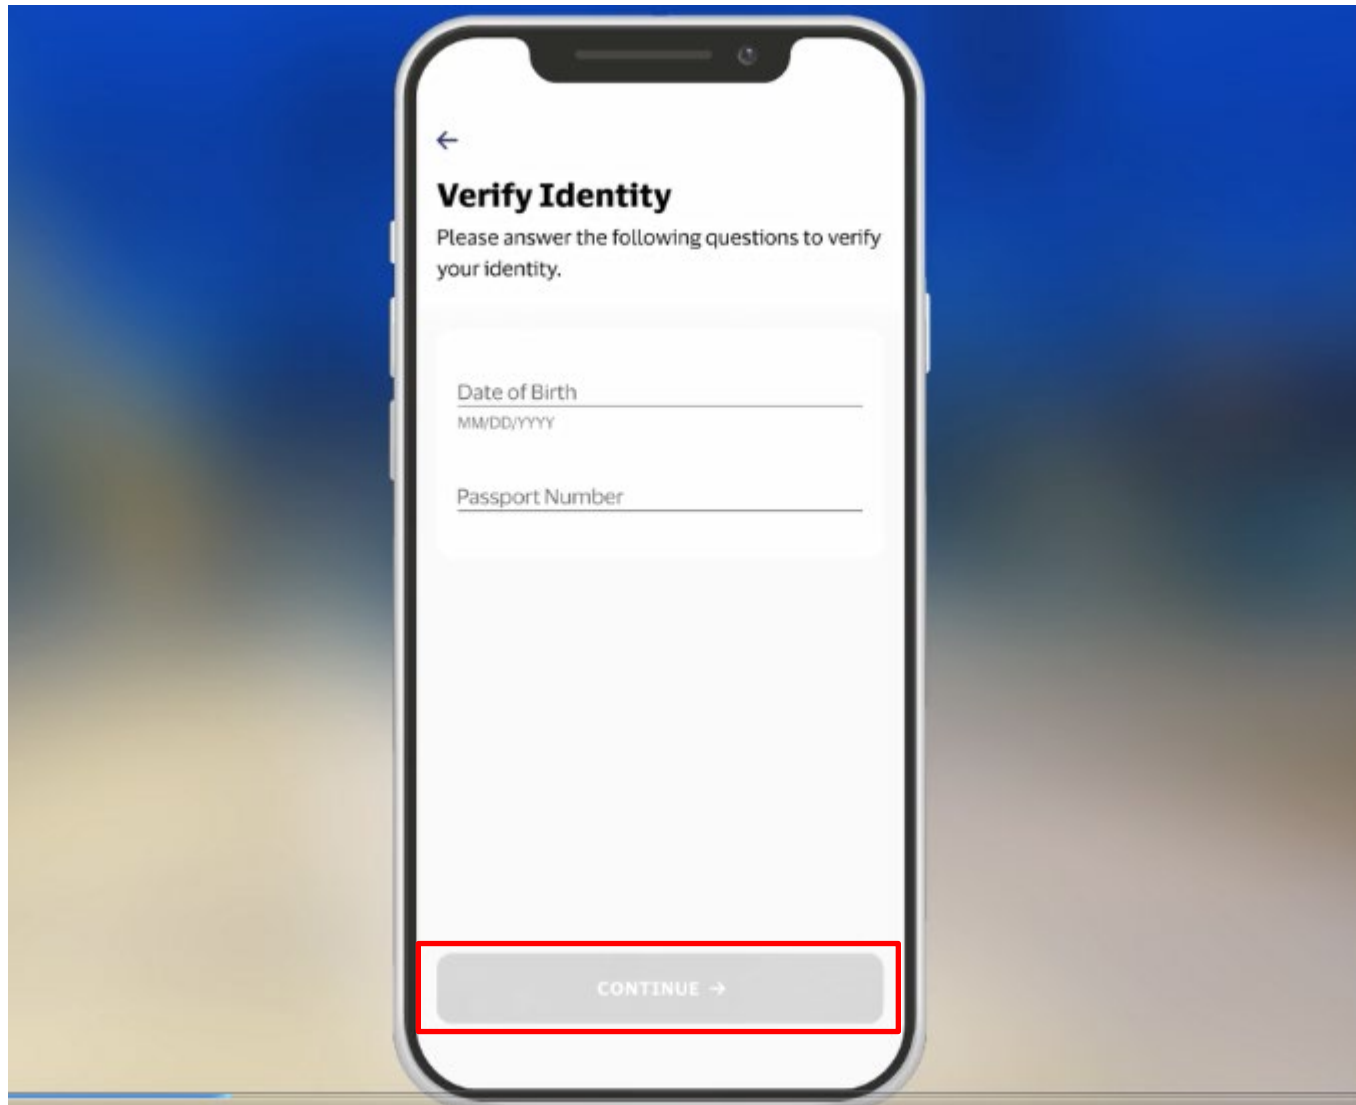 Verify Identity
Please answer the following questions to verify
your identity.
Date of Birth
MM/DD/YYYY
Passport Number
CONTINUE →